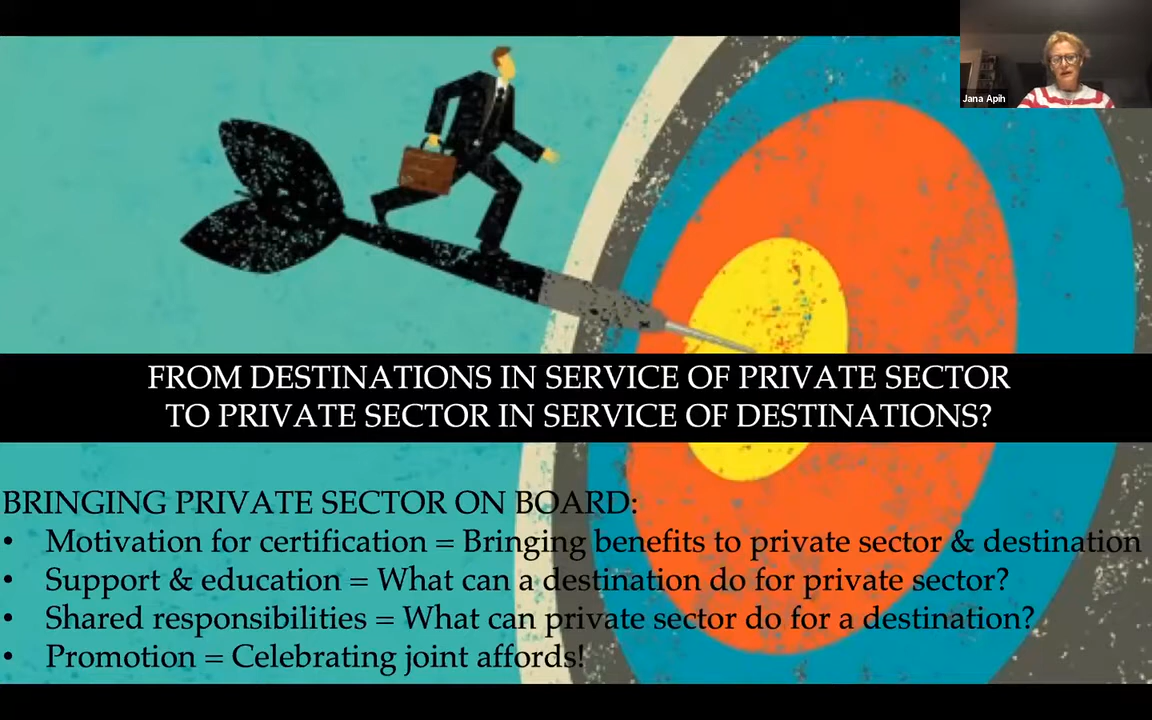 Jana Apih
FROM DESTINATIONS IN SERVICE OF PRIVATE SECTOR
TO PRIVATE SECTOR IN SERVICE OF DESTINATIONS?
BRINGING PRIVATE SECTOR ON BOARD:
• Motivation for certification = Bringing benefits to private sector & destination
• Support & education = What can a destination do for private sector?
• Shared responsibilities = What can private sector do for a destination?
• Promotion = Celebrating joint affords!